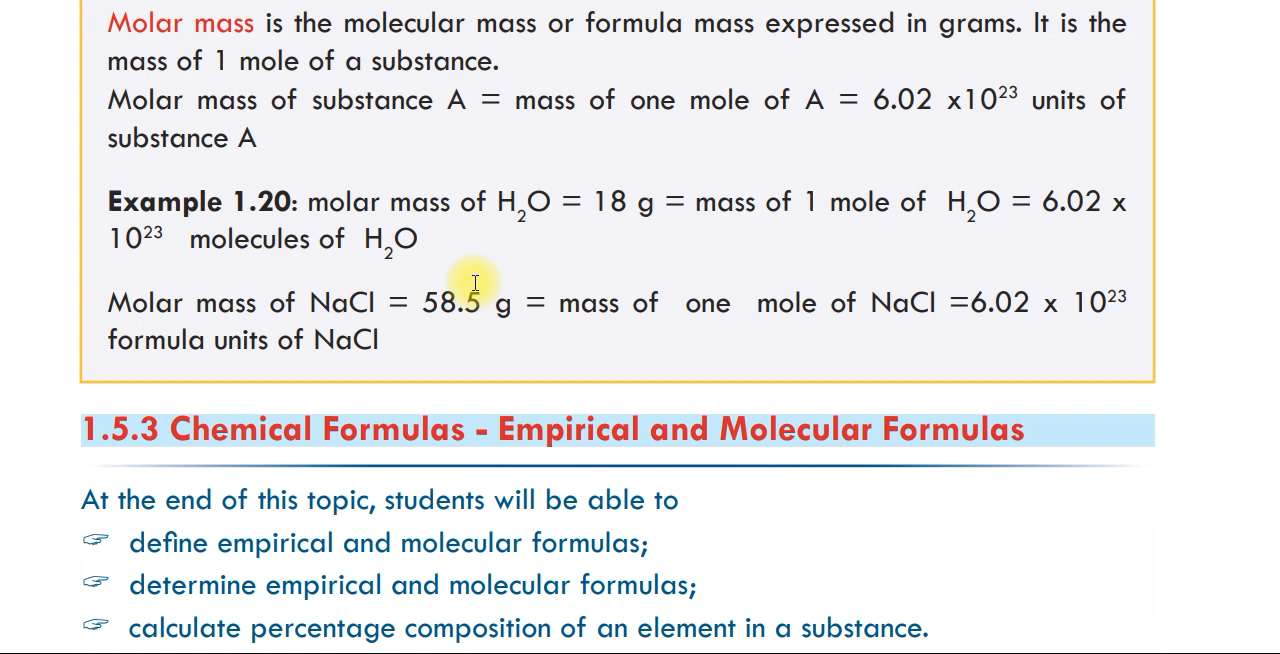 Molar mass is the molecular mass or formula mass expressed in grams. It is the
mass of 1 mole of a substance.
Molar mass of substance A = mass of one mole of A = 6.02 x10²³ units of
substance A
Example 1.20: molar mass of H₂O = 18 g = mass of 1 mole of H₂O = 6.02 x
10²³ molecules of H₂O
Molar mass of NaCl = 58.5 g = mass of one mole of NaCl =6.02 x 10²³
formula units of NaCl
1.5.3 Chemical Formulas - Empirical and Molecular Formulas
At the end of this topic, students will be able to
☞ define empirical and molecular formulas;
☞ determine empirical and molecular formulas;
☞ calculate percentage composition of an element in a substance.